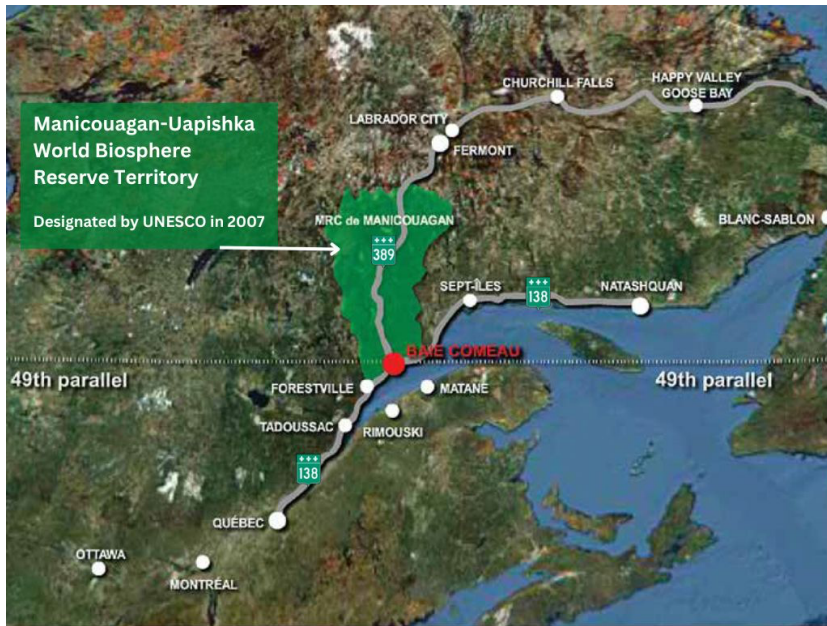 CHURCHILL FALLS
HAPPY VALLEY
GOOSE BAY
Manicouagan-Uapishka
World Biosphere
Reserve Territory
Designated by UNESCO in 2007
LABRADOR CITY
FERMONT
MRC de MANICOUAGAN
BLANC-SABLON
389
SEPT-ÎLES
138
NATASHQUAN
BAIE COMEAU
49th parallel
49th parallel
FORESTVILLE
MATANE
TADOUSSAC
RIMOUSKI
138
QUÉBEC
OTTAWA
MONTRÉAL